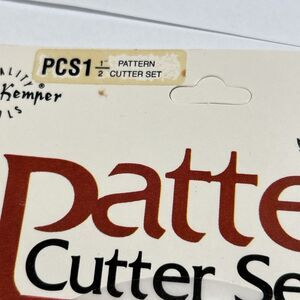 PCS1 1/2" PATTERN CUTTER SET
Kemper
Patte
Cutter Se